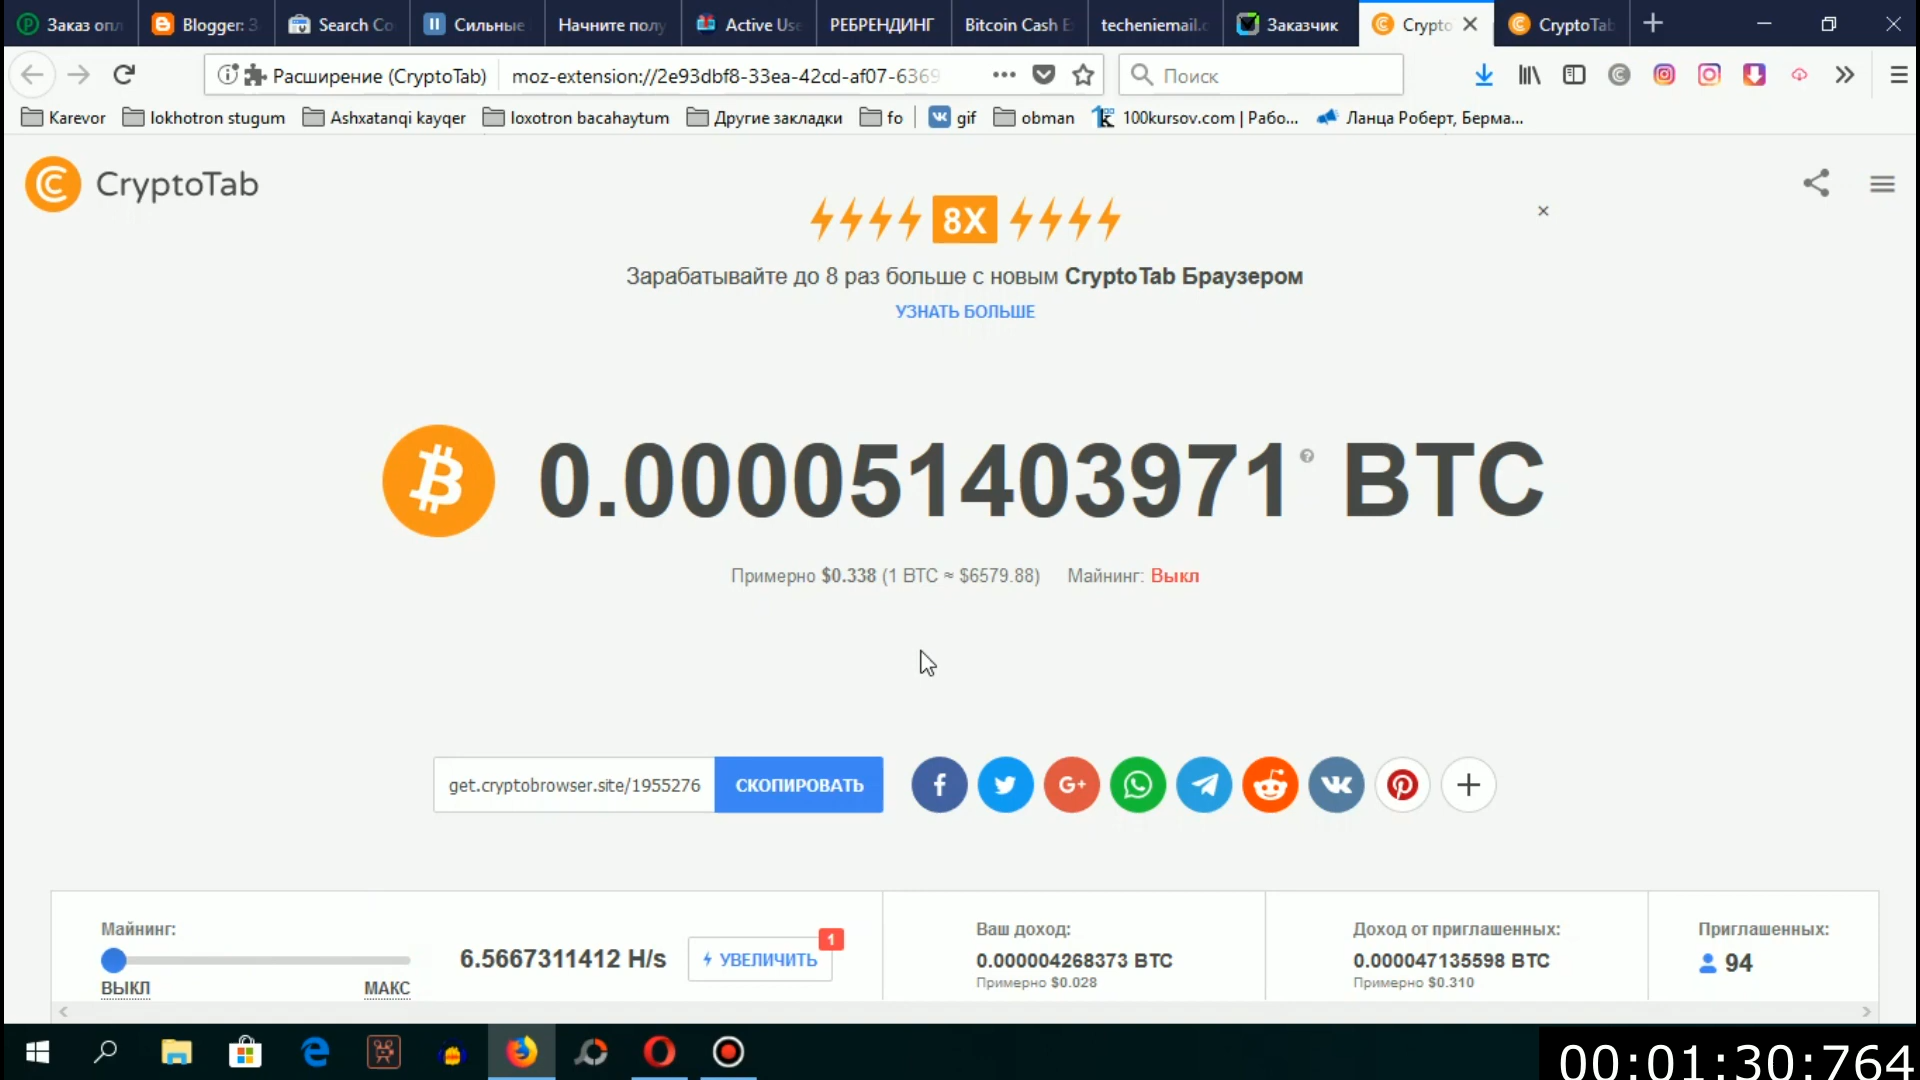 Заказ опл
Blogger: З
Search Co
Сильные
Начните полу
Active Use
РЕБРЕНДИНГ
Bitcoin Cash E
techeniemail.c
Заказчик
Crypto
CryptoTab
Расширение (CryptoTab)
moz-extension://2e93dbf8-33ea-42cd-af07-6369
Поиск
Karevor
lokhotron stugum
Ashxatanqi kayqer
loxotron bacahaytum
Другие закладки
fo
gif
obman
100kursov.com | Рабо...
Ланца Роберт, Берма...
CryptoTab
8X
Зарабатывайте до 8 раз больше с новым CryptoTab Браузером
УЗНАТЬ БОЛЬШЕ
0.000051403971 BTC
Примерно $0.338 (1 BTC ≈ $6579.88) Майнинг: Выкл
get.cryptobrowser.site/1955276
СКОПИРОВАТЬ
Майнинг:
ВЫКЛ
МАКС
6.5667311412 H/s
УВЕЛИЧИТЬ
1
Ваш доход:
0.000004268373 BTC
Примерно $0.028
Доход от приглашенных:
0.000047135598 BTC
Примерно $0.310
Приглашенных:
94
00:01:30:764